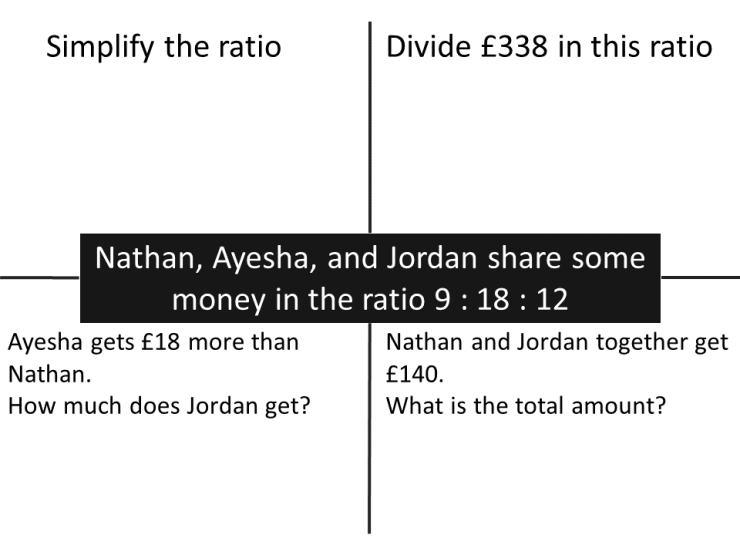 Simplify the ratio
Divide £338 in this ratio
Nathan, Ayesha, and Jordan share some
money in the ratio 9 : 18 : 12
Ayesha gets £18 more than
Nathan.
How much does Jordan get?
Nathan and Jordan together get
£140.
What is the total amount?